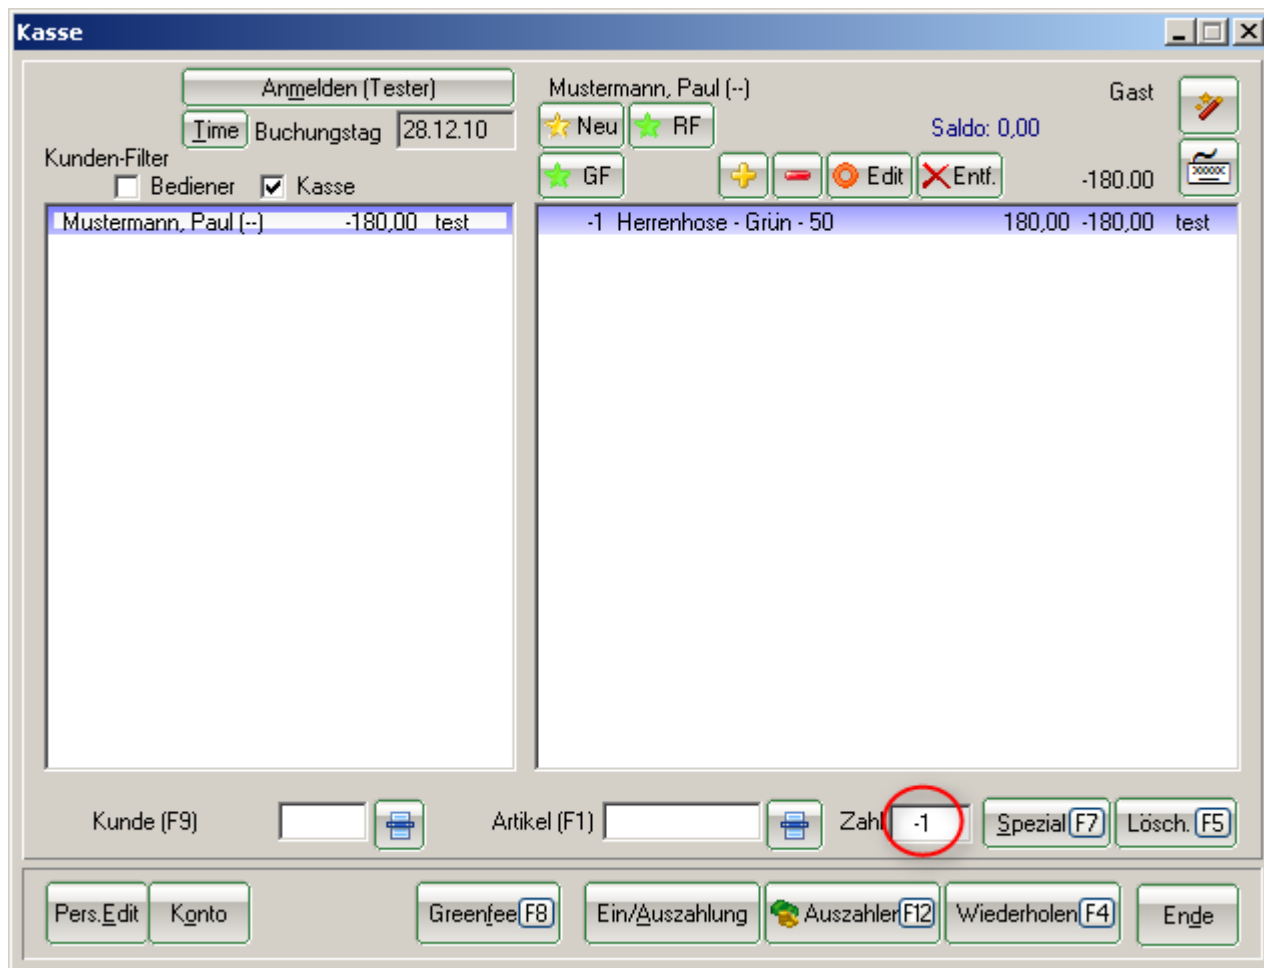 Kasse
Anmelden (Tester)
Time Buchungstag 28.12.10
Kunden-Filter
Bediener Kasse
Mustermann, Paul (--) Gast
Neu RF Saldo: 0,00
GF Edit Entf. -180.00
Mustermann, Paul (--) -180,00 test
-1 Herrenhose - Grün - 50 180,00 -180,00 test
Kunde (F9) Artikel (F1) Zahl -1 Spezial F7 Lösch. F5
Pers.Edit Konto Greenfee F8 Ein/Auszahlung Auszahlen F12 Wiederholen F4 Ende